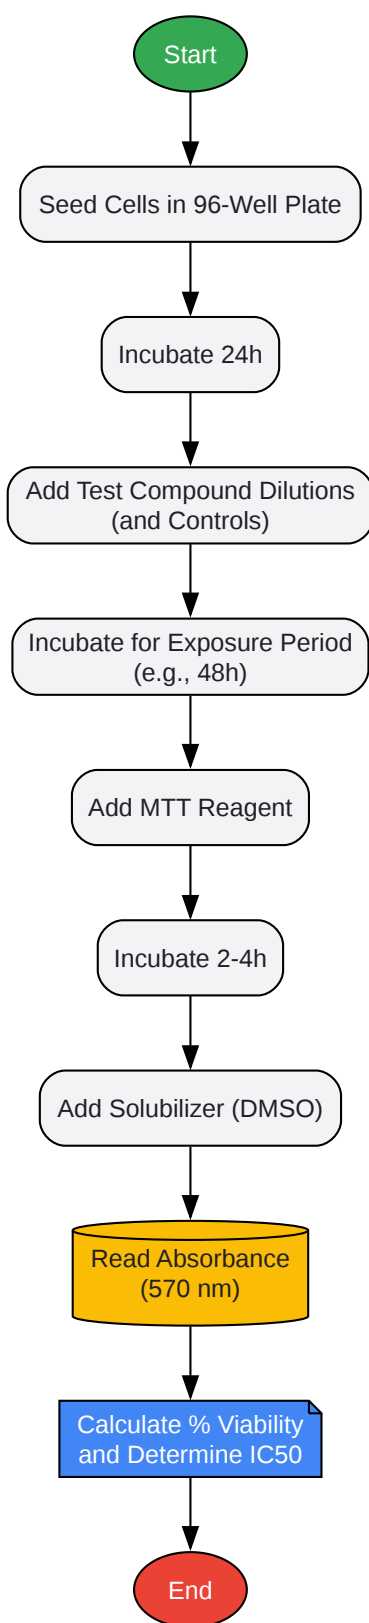 Start
Seed Cells in 96-Well Plate
Incubate 24h
Add Test Compound Dilutions
(and Controls)
Incubate for Exposure Period
(e.g., 48h)
Add MTT Reagent
Incubate 2-4h
Add Solubilizer (DMSO)
Read Absorbance
(570 nm)
Calculate % Viability
and Determine IC50
End